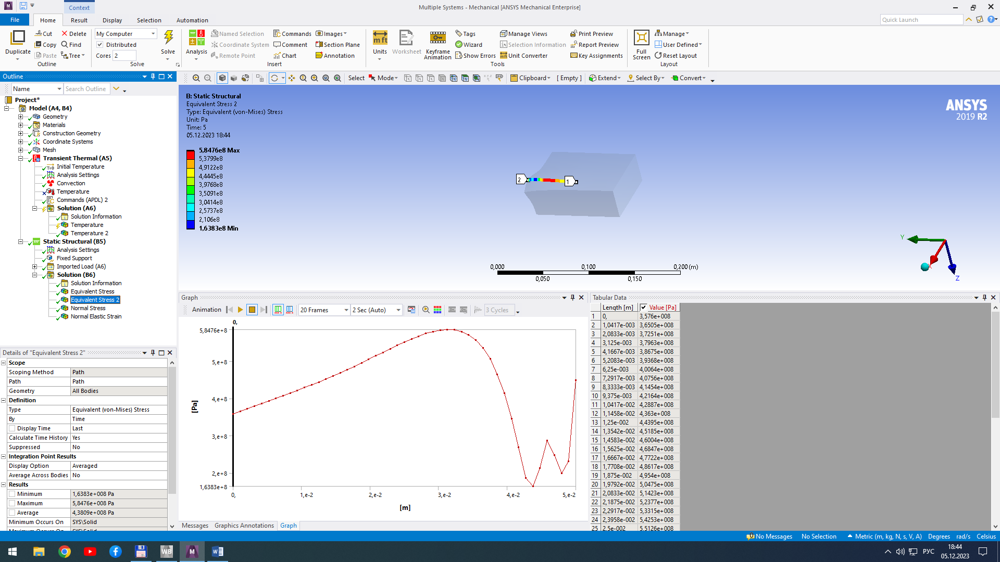 Context
Multiple Systems - Mechanical [ANSYS Mechanical Enterprise]
File Home Result Display Selection Automation
Quick Launch
Duplicate
Cut
Copy
Paste
Delete
Find
Tree
Outline
My Computer
Distributed
Cores 2
Solve
Solve
Analysis
Named Selection
Coordinate System
Remote Point
Commands
Comment
Chart
Images
Section Plane
Annotation
Insert
Units
Worksheet
Keyframe
Animation
Tags
Wizard
Show Errors
Manage Views
Selection Information
Unit Converter
Print Preview
Report Preview
Key Assignments
Tools
Full
Screen
Manage
User Defined
Reset Layout
Layout
Outline
Name Search Outline
Project*
Model (A4, B4)
Geometry
Materials
Construction Geometry
Coordinate Systems
Mesh
Transient Thermal (A5)
Initial Temperature
Analysis Settings
Convection
Temperature
Commands (APDL) 2
Solution (A6)
Solution Information
Temperature
Temperature 2
Static Structural (B5)
Analysis Settings
Fixed Support
Imported Load (A6)
Solution (B6)
Solution Information
Equivalent Stress
Equivalent Stress 2
Normal Stress
Normal Elastic Strain
Details of "Equivalent Stress 2"
Scope
Scoping Method Path
Path Path
Geometry All Bodies
Definition
Type Equivalent (von-Mises) Stress
By Time
Display Time Last
Calculate Time History Yes
Suppressed No
Integration Point Results
Display Option Averaged
Average Across Bodies No
Results
Minimum 1,6383e+008 Pa
Maximum 5,8476e+008 Pa
Average 4,3809e+008 Pa
Minimum Occurs On SYS\Solid
Maximum Occurs On SYS\Solid
Select Mode Clipboard [ Empty ] Extend Select By Convert
B: Static Structural
Equivalent Stress 2
Type: Equivalent (von-Mises) Stress
Unit: Pa
Time: 5
05.12.2023 18:44
5,8476e8 Max
5,3799e8
4,9122e8
4,4445e8
3,9768e8
3,5091e8
3,0414e8
2,5737e8
2,106e8
1,6383e8 Min
ANSYS
2019 R2
2
1
Y
X
Z
0,000 0,100 0,200 (m)
0,050 0,150
Graph
Animation 20 Frames 2 Sec (Auto) 3 Cycles
0,
5,8476e+8
5,e+8
4,e+8
3,e+8
2,e+8
1,6383e+8
[Pa]
0, 1,e-2 2,e-2 3,e-2 4,e-2 5,e-2
[m]
Messages Graphics Annotations Graph
Tabular Data
Length [m] Value [Pa]
1 0, 3,576e+008
2 1,0417e-003 3,6505e+008
3 2,0833e-003 3,7251e+008
4 3,125e-003 3,7963e+008
5 4,1667e-003 3,8675e+008
6 5,2083e-003 3,9368e+008
7 6,25e-003 4,0064e+008
8 7,2917e-003 4,0756e+008
9 8,3333e-003 4,1454e+008
10 9,375e-003 4,2164e+008
11 1,0417e-002 4,2887e+008
12 1,1458e-002 4,363e+008
13 1,25e-002 4,4395e+008
14 1,3542e-002 4,5185e+008
15 1,4583e-002 4,6004e+008
16 1,5625e-002 4,6847e+008
17 1,6667e-002 4,7722e+008
18 1,7708e-002 4,8617e+008
19 1,875e-002 4,954e+008
20 1,9792e-002 5,0475e+008
21 2,0833e-002 5,1423e+008
22 2,1875e-002 5,2377e+008
23 2,2917e-002 5,3315e+008
24 2,3958e-002 5,4253e+008
25 2,5e-002 5,5126e+008
No Messages No Selection Metric (m, kg, N, s, V, A) Degrees rad/s Celsius
WB
M
РУС
18:44
05.12.2023